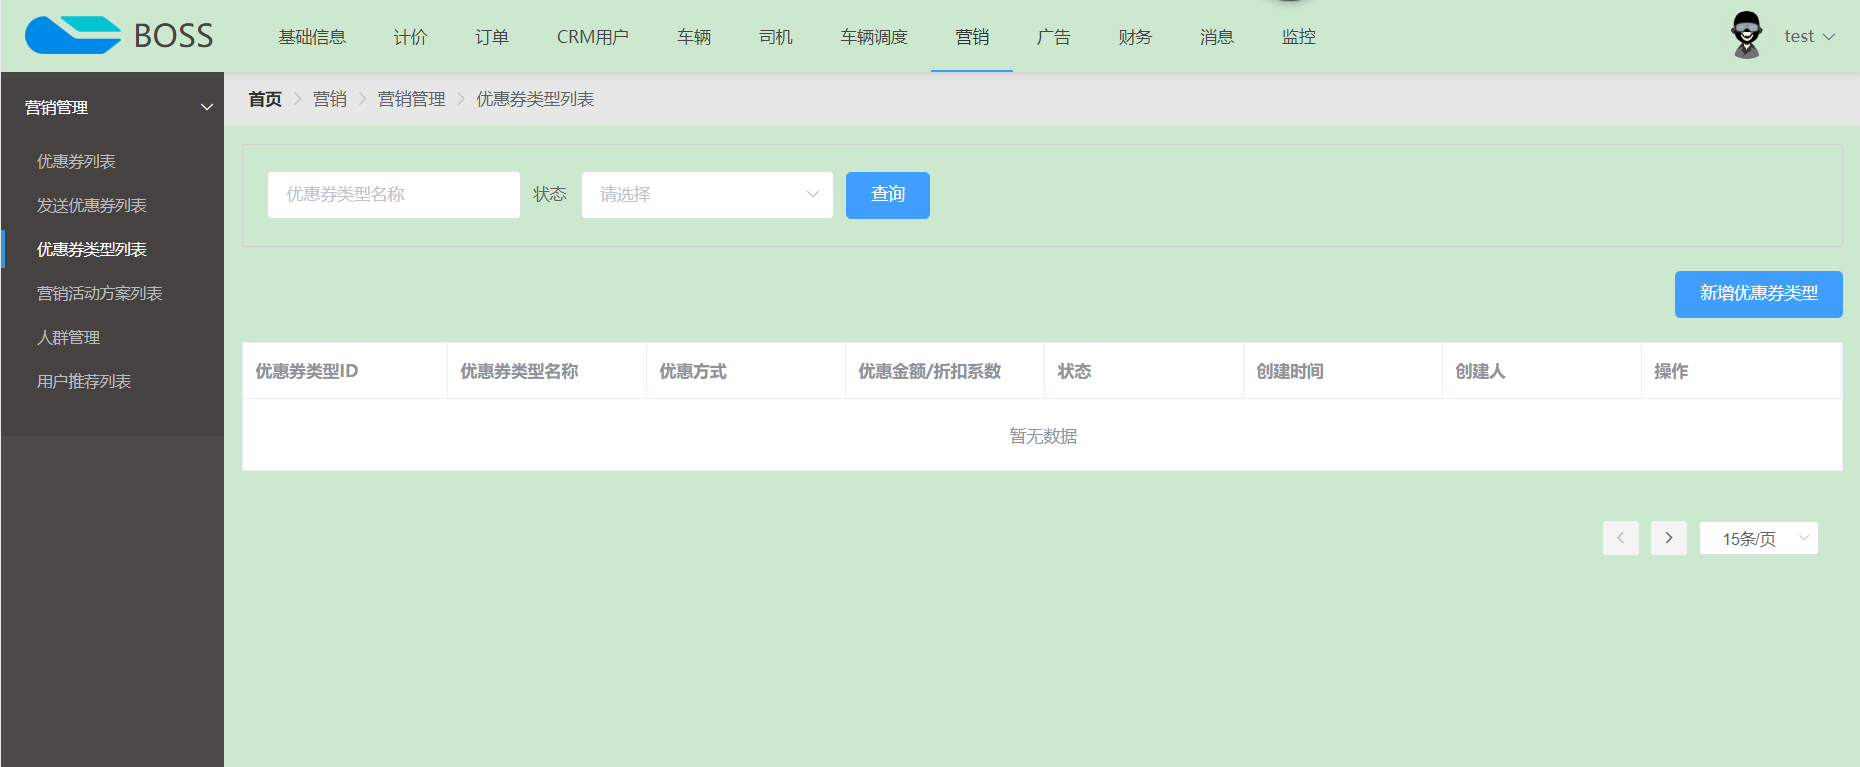 BOSS 基础信息 计价 订单 CRM用户 车辆 司机 车辆调度 营销 广告 财务 消息 监控 test
营销管理
优惠券列表
发送优惠券列表
优惠券类型列表
营销活动方案列表
人群管理
用户推荐列表
首页 营销 营销管理 优惠券类型列表
优惠券类型名称 状态 请选择 查询
新增优惠券类型
优惠券类型ID 优惠券类型名称 优惠方式 优惠金额/折扣系数 状态 创建时间 创建人 操作
暂无数据
15条/页